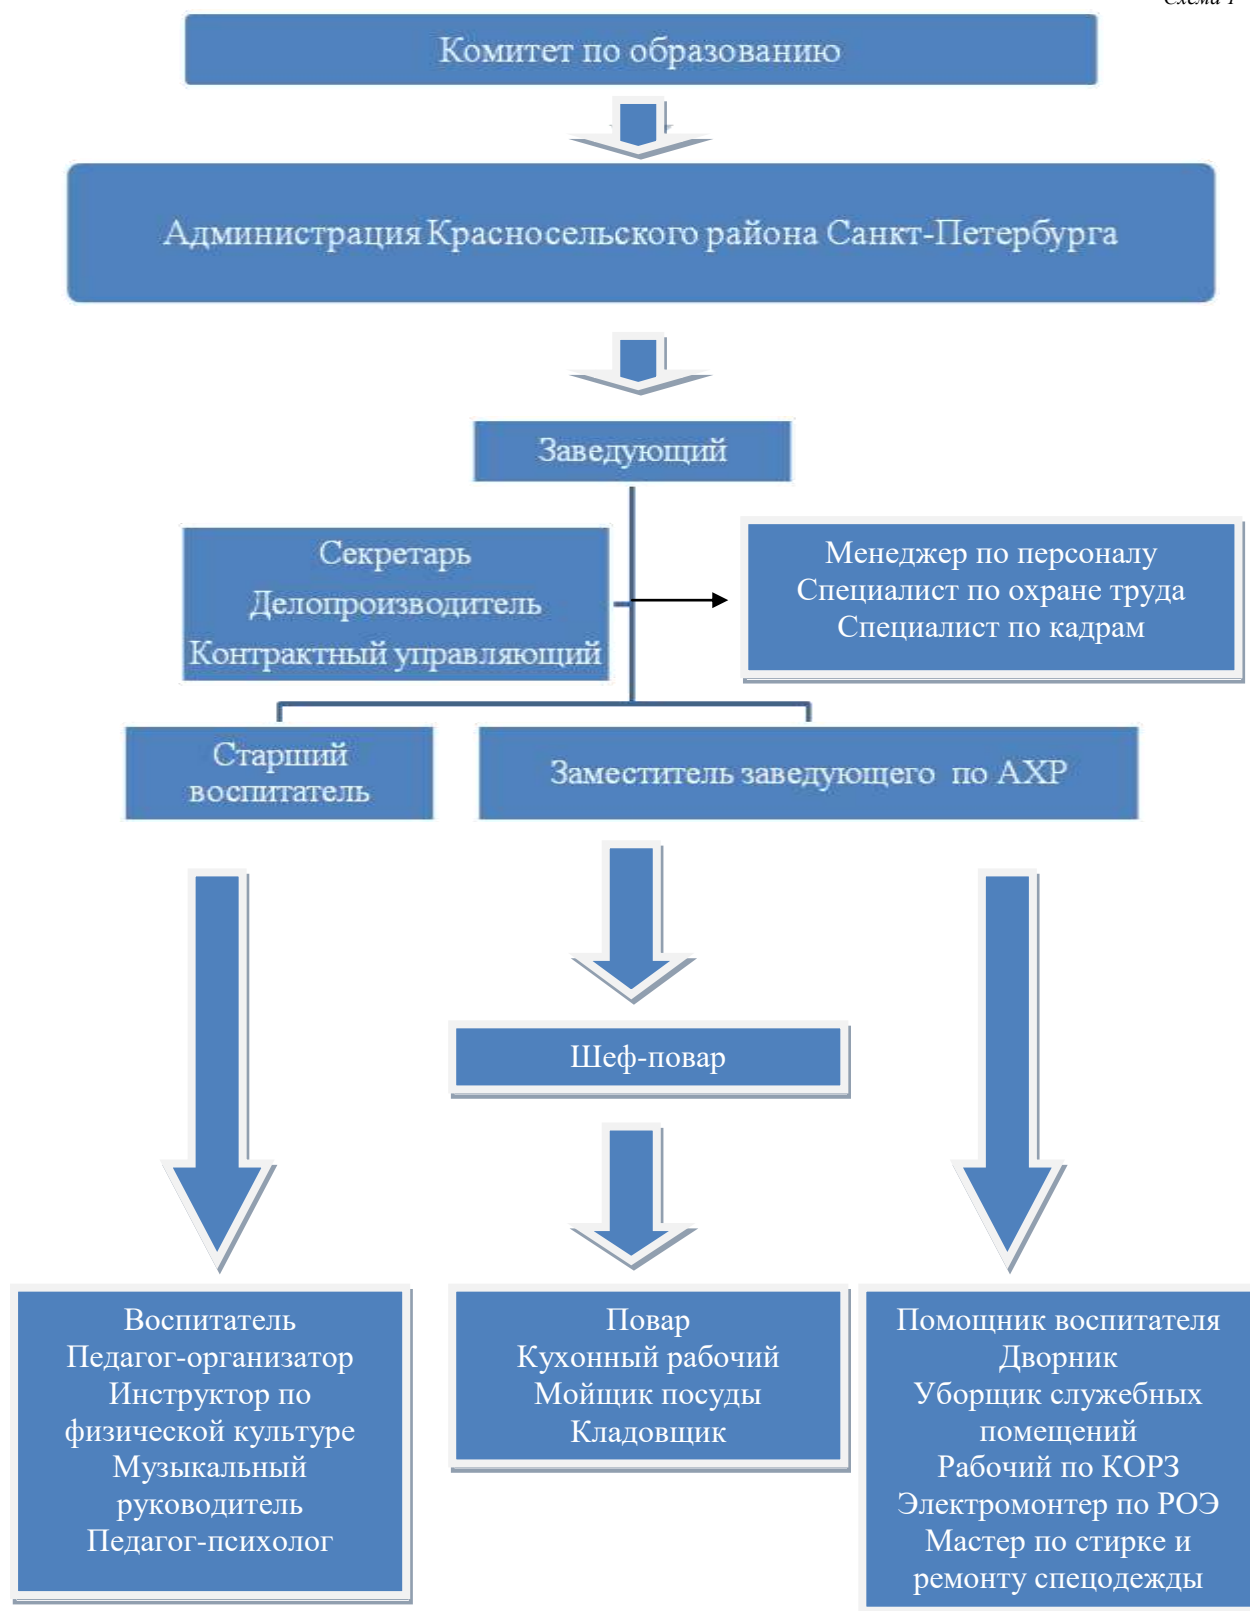 Схема 1
Комитет по образованию
Администрация Красносельского района Санкт-Петербурга
Заведующий
Секретарь
Делопроизводитель
Контрактный управляющий
Менеджер по персоналу
Специалист по охране труда
Специалист по кадрам
Старший
воспитатель
Заместитель заведующего по АХР
Шеф-повар
Воспитатель
Педагог-организатор
Инструктор по
физической культуре
Музыкальный
руководитель
Педагог-психолог
Повар
Кухонный рабочий
Мойщик посуды
Кладовщик
Помощник воспитателя
Дворник
Уборщик служебных
помещений
Рабочий по КОРЗ
Электромонтер по РОЭ
Мастер по стирке и
ремонту спецодежды